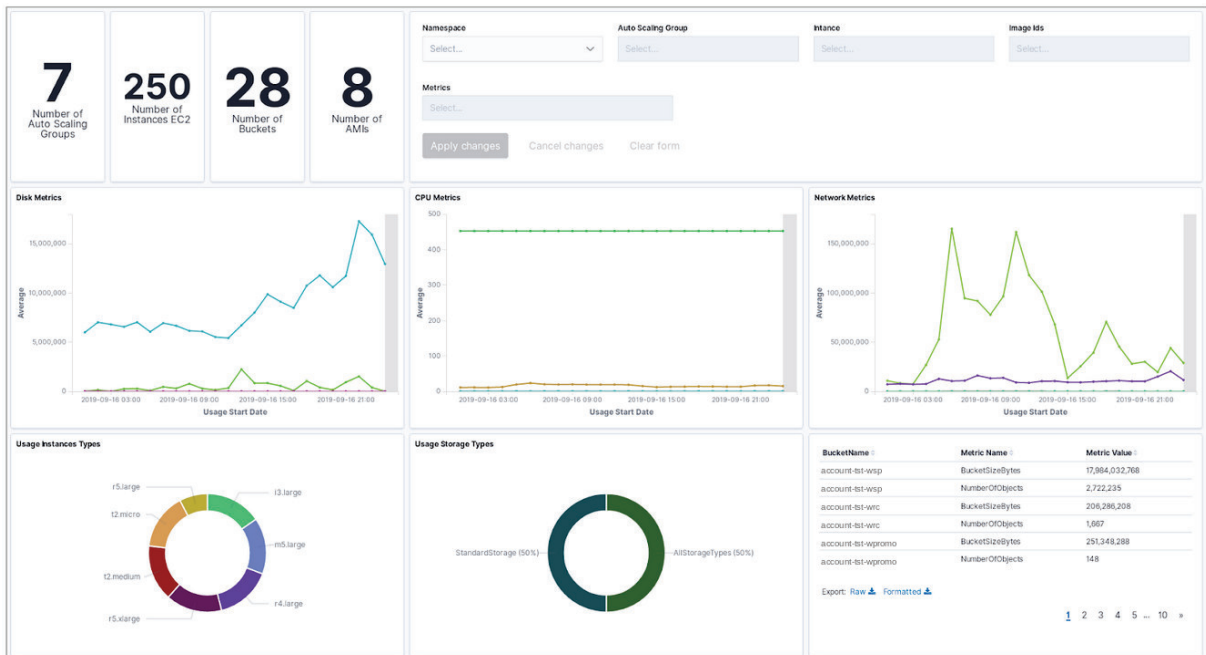 7
Number of
Auto Scaling
Groups
250
Number of
Instances EC2
28
Number of
Buckets
8
Number of
AMIs
Namespace
Select...
Auto Scaling Group
Select...
Intance
Select...
Image Ids
Select...
Metrics
Select...
Apply changes Cancel changes Clear form
Disk Metrics
15,000,000
10,000,000
5,000,000
0
Average
2019-09-16 03:00 2019-09-16 09:00 2019-09-16 15:00 2019-09-16 21:00
Usage Start Date
CPU Metrics
500
400
300
200
100
0
Average
2019-09-16 03:00 2019-09-16 09:00 2019-09-16 15:00 2019-09-16 21:00
Usage Start Date
Network Metrics
150,000,000
100,000,000
50,000,000
0
Average
2019-09-16 03:00 2019-09-16 09:00 2019-09-16 15:00 2019-09-16 21:00
Usage Start Date
Usage Instances Types
r5.large
i3.large
t2.micro
m5.large
t2.medium
r4.large
r5.xlarge
Usage Storage Types
StandardStorage (50%)
AllStorageTypes (50%)
BucketName Metric Name Metric Value
account-tst-wsp BucketSizeBytes 17,984,032,768
account-tst-wsp NumberOfObjects 2,722,235
account-tst-wrc BucketSizeBytes 206,286,208
account-tst-wrc NumberOfObjects 1,667
account-tst-wpromo BucketSizeBytes 251,348,288
account-tst-wpromo NumberOfObjects 148
Export: Raw Formatted
1 2 3 4 5 ... 10 »